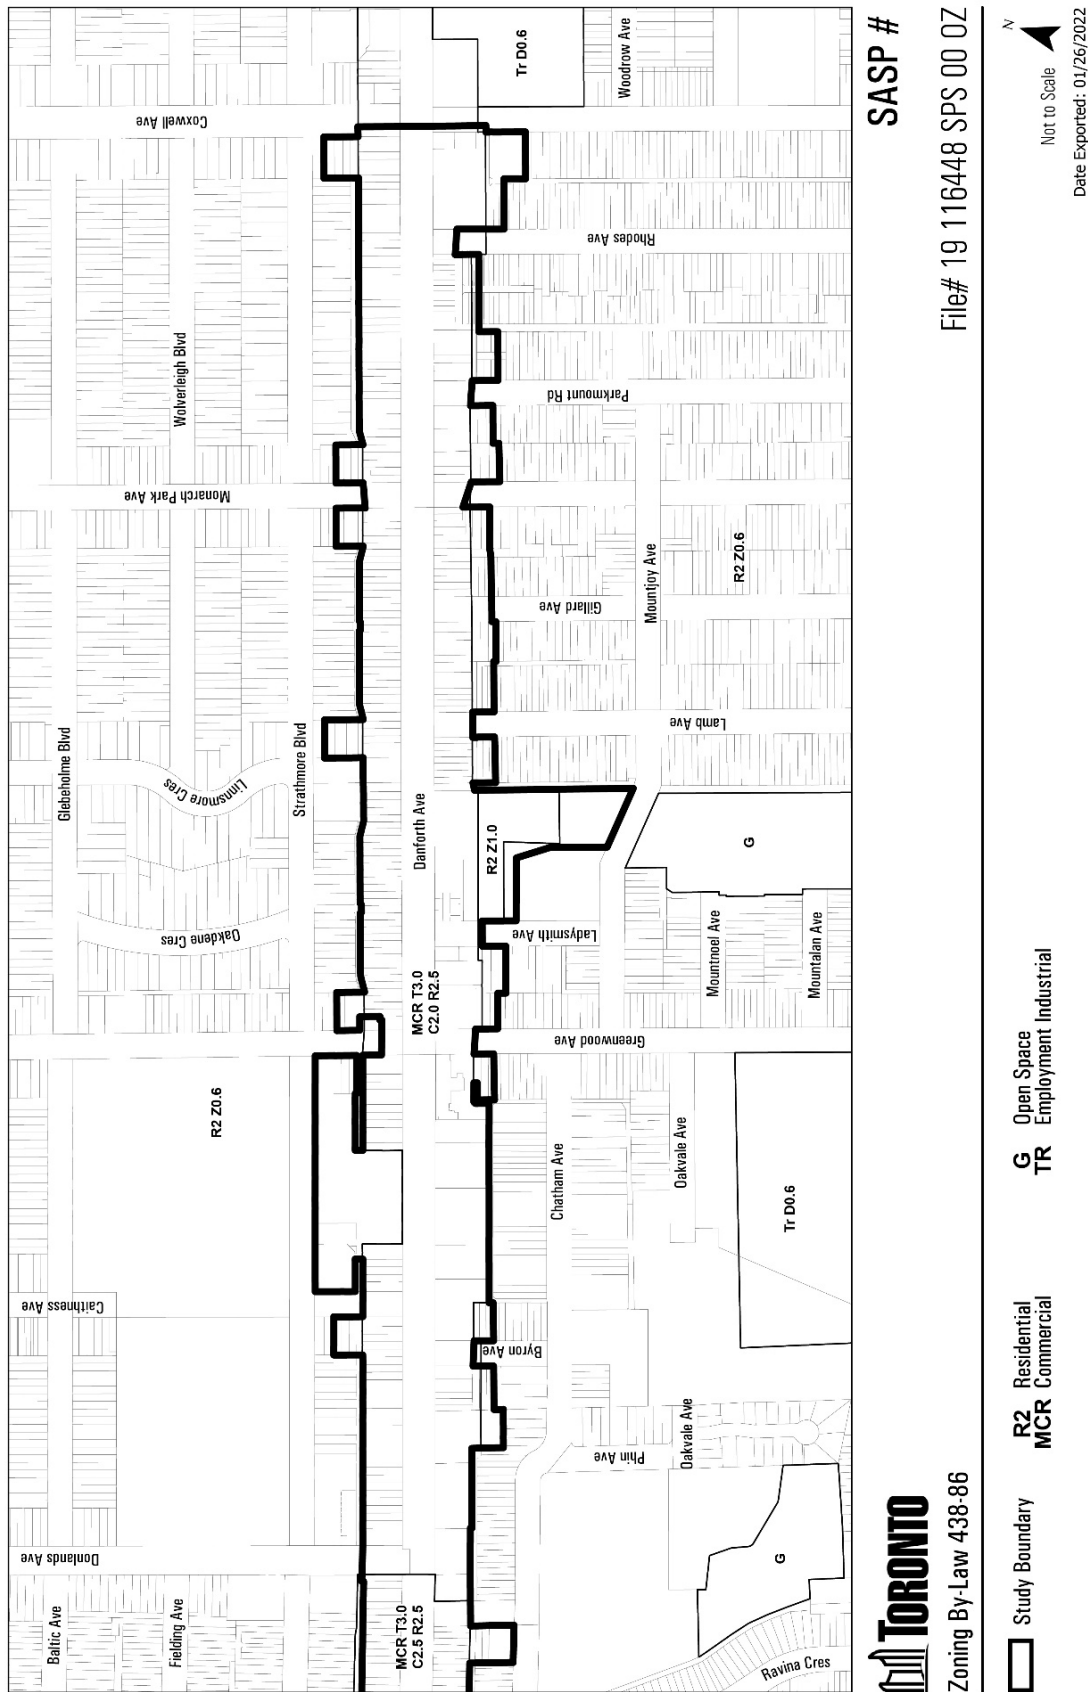 Coxwell Ave
Tr D0.6
Woodrow Ave
Rhodes Ave
Wolverleigh Blvd
Parkmount Rd
Monarch Park Ave
R2 Z0.6
Gillard Ave
Mountjoy Ave
Lamb Ave
Glebeholme Blvd
Linnsmore Cres
Strathmore Blvd
Danforth Ave
R2 Z1.0
G
Oakdene Cres
Ladysmith Ave
Mountnoel Ave
Mountalan Ave
MCR T3.0
C2.0 R2.5
Greenwood Ave
R2 Z0.6
Chatham Ave
Oakvale Ave
Tr D0.6
Caithness Ave
Byron Ave
Phin Ave
Oakvale Ave
Donlands Ave
G
Baltic Ave
Fielding Ave
MCR T3.0
C2.5 R2.5
Ravina Cres
TORONTO
Zoning By-Law 438-86
SASP #
File# 19 116448 SPS 00 OZ
Study Boundary
R2 Residential
MCR Commercial
G Open Space
TR Employment Industrial
N
Not to Scale
Date Exported: 01/26/2022